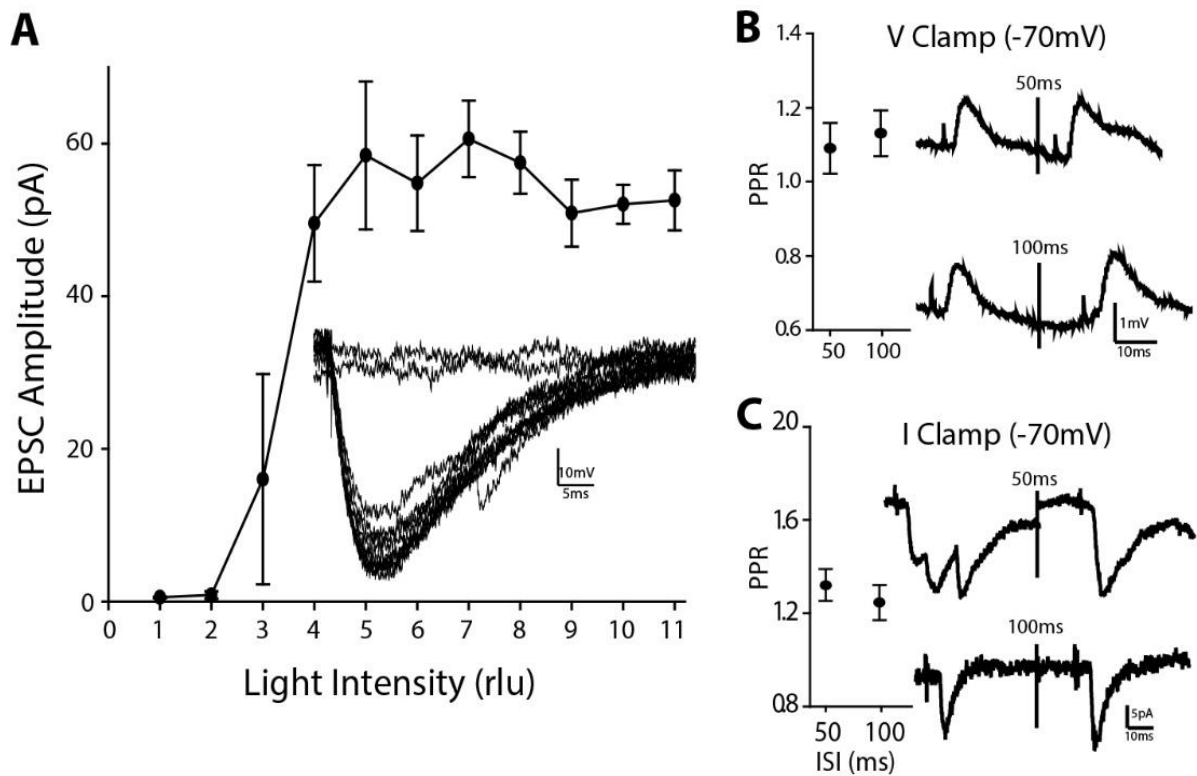 A
EPSC Amplitude (pA)
60
40
20
0
0 1 2 3 4 5 6 7 8 9 10 11
Light Intensity (rlu)
10mV
5ms
B
V Clamp (-70mV)
1.4
1.2
1.0
0.8
0.6
PPR
50 100
50ms
100ms
1mV
10ms
C
I Clamp (-70mV)
2.0
1.6
1.2
0.8
PPR
50 100
ISI (ms)
50ms
100ms
5pA
10ms